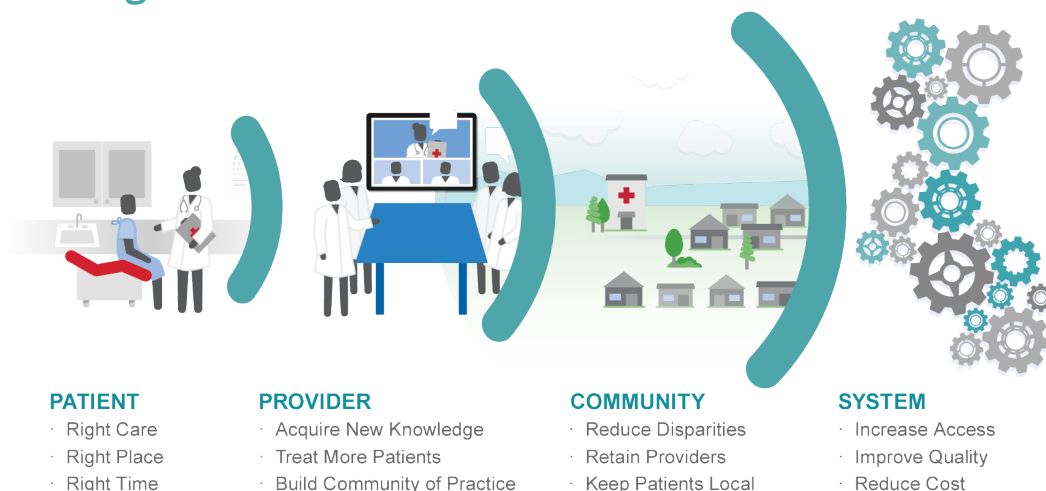 PATIENT
· Right Care
· Right Place
· Right Time
PROVIDER
· Acquire New Knowledge
· Treat More Patients
· Build Community of Practice
COMMUNITY
· Reduce Disparities
· Retain Providers
· Keep Patients Local
SYSTEM
· Increase Access
· Improve Quality
· Reduce Cost